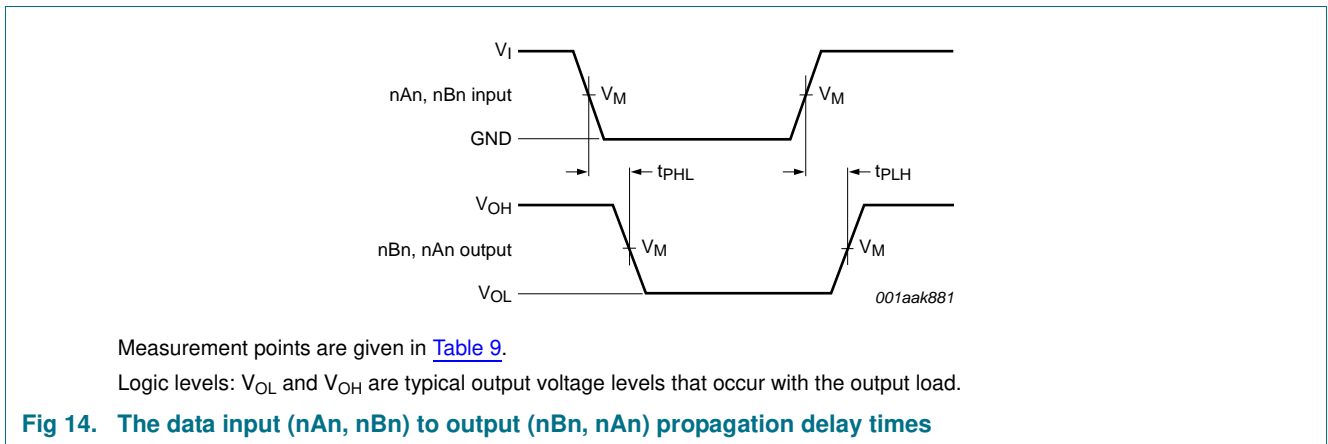 VI
nAn, nBn input
VM
VM
GND
tPHL
tPLH
VOH
nBn, nAn output
VM
VM
VOL
001aak881
Measurement points are given in Table 9.
Logic levels: VOL and VOH are typical output voltage levels that occur with the output load.
Fig 14. The data input (nAn, nBn) to output (nBn, nAn) propagation delay times